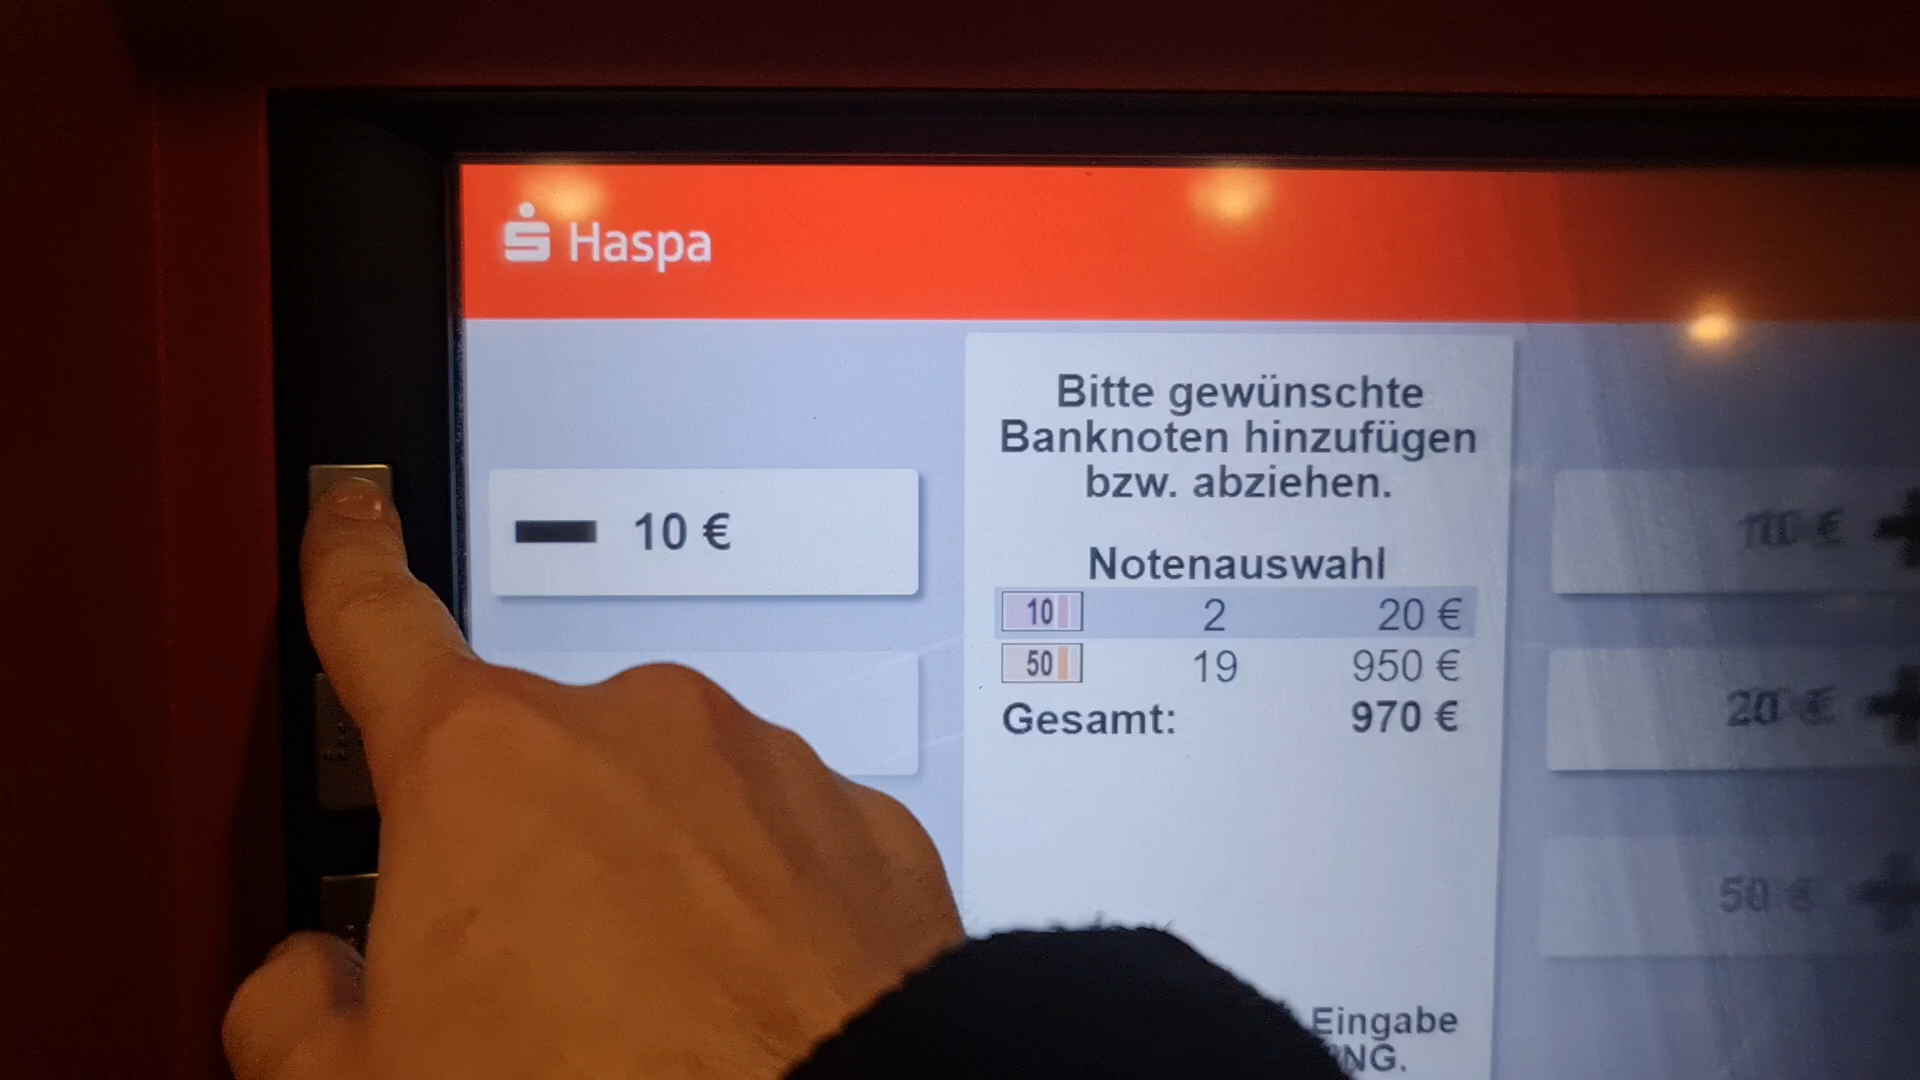 Haspa
Bitte gewünschte
Banknoten hinzufügen
bzw. abziehen.
10 €
Notenauswahl
10 2 20 €
50 19 950 €
Gesamt: 970 €
10 €
20 €
50 €
Eingabe